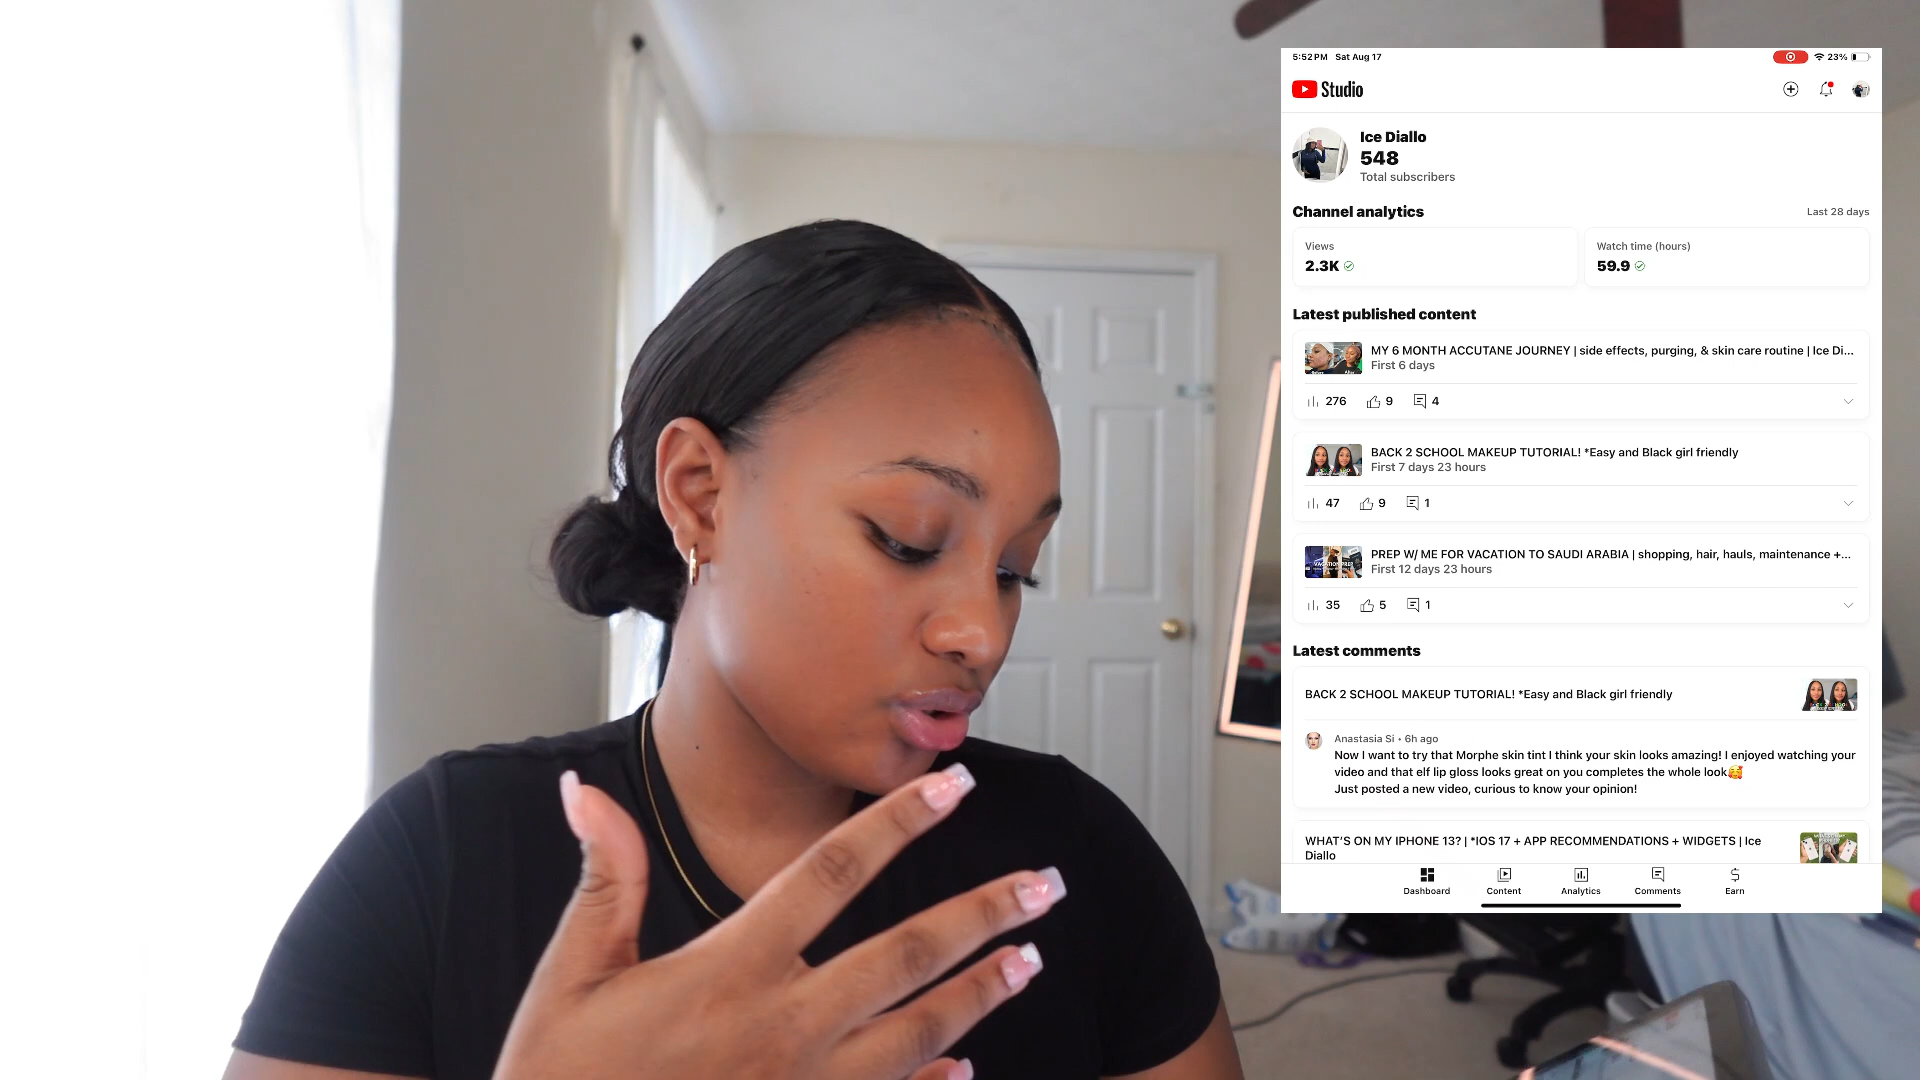 5:52 PM Sat Aug 17
23%
Studio
Ice Diallo
548
Total subscribers
Channel analytics
Last 28 days
Views
Watch time (hours)
2.3K
59.9
Latest published content
MY 6 MONTH ACCUTANE JOURNEY | side effects, purging, & skin care routine | Ice Di...
First 6 days
276 9 4
BACK 2 SCHOOL MAKEUP TUTORIAL! *Easy and Black girl friendly
First 7 days 23 hours
47 9 1
PREP W/ ME FOR VACATION TO SAUDI ARABIA | shopping, hair, hauls, maintenance +...
First 12 days 23 hours
35 5 1
Latest comments
BACK 2 SCHOOL MAKEUP TUTORIAL! *Easy and Black girl friendly
Anastasia Si • 6h ago
Now I want to try that Morphe skin tint I think your skin looks amazing! I enjoyed watching your
video and that elf lip gloss looks great on you completes the whole look🥰
Just posted a new video, curious to know your opinion!
WHAT'S ON MY IPHONE 13? | *IOS 17 + APP RECOMMENDATIONS + WIDGETS | Ice
Diallo
Dashboard Content Analytics Comments Earn